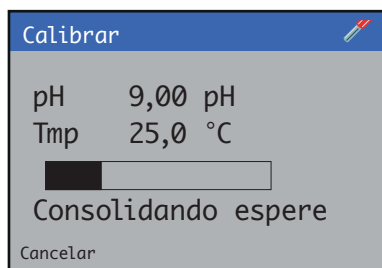 Calibrar
pH 9,00 pH
Tmp 25,0 °C
Consolidando espere
Cancelar